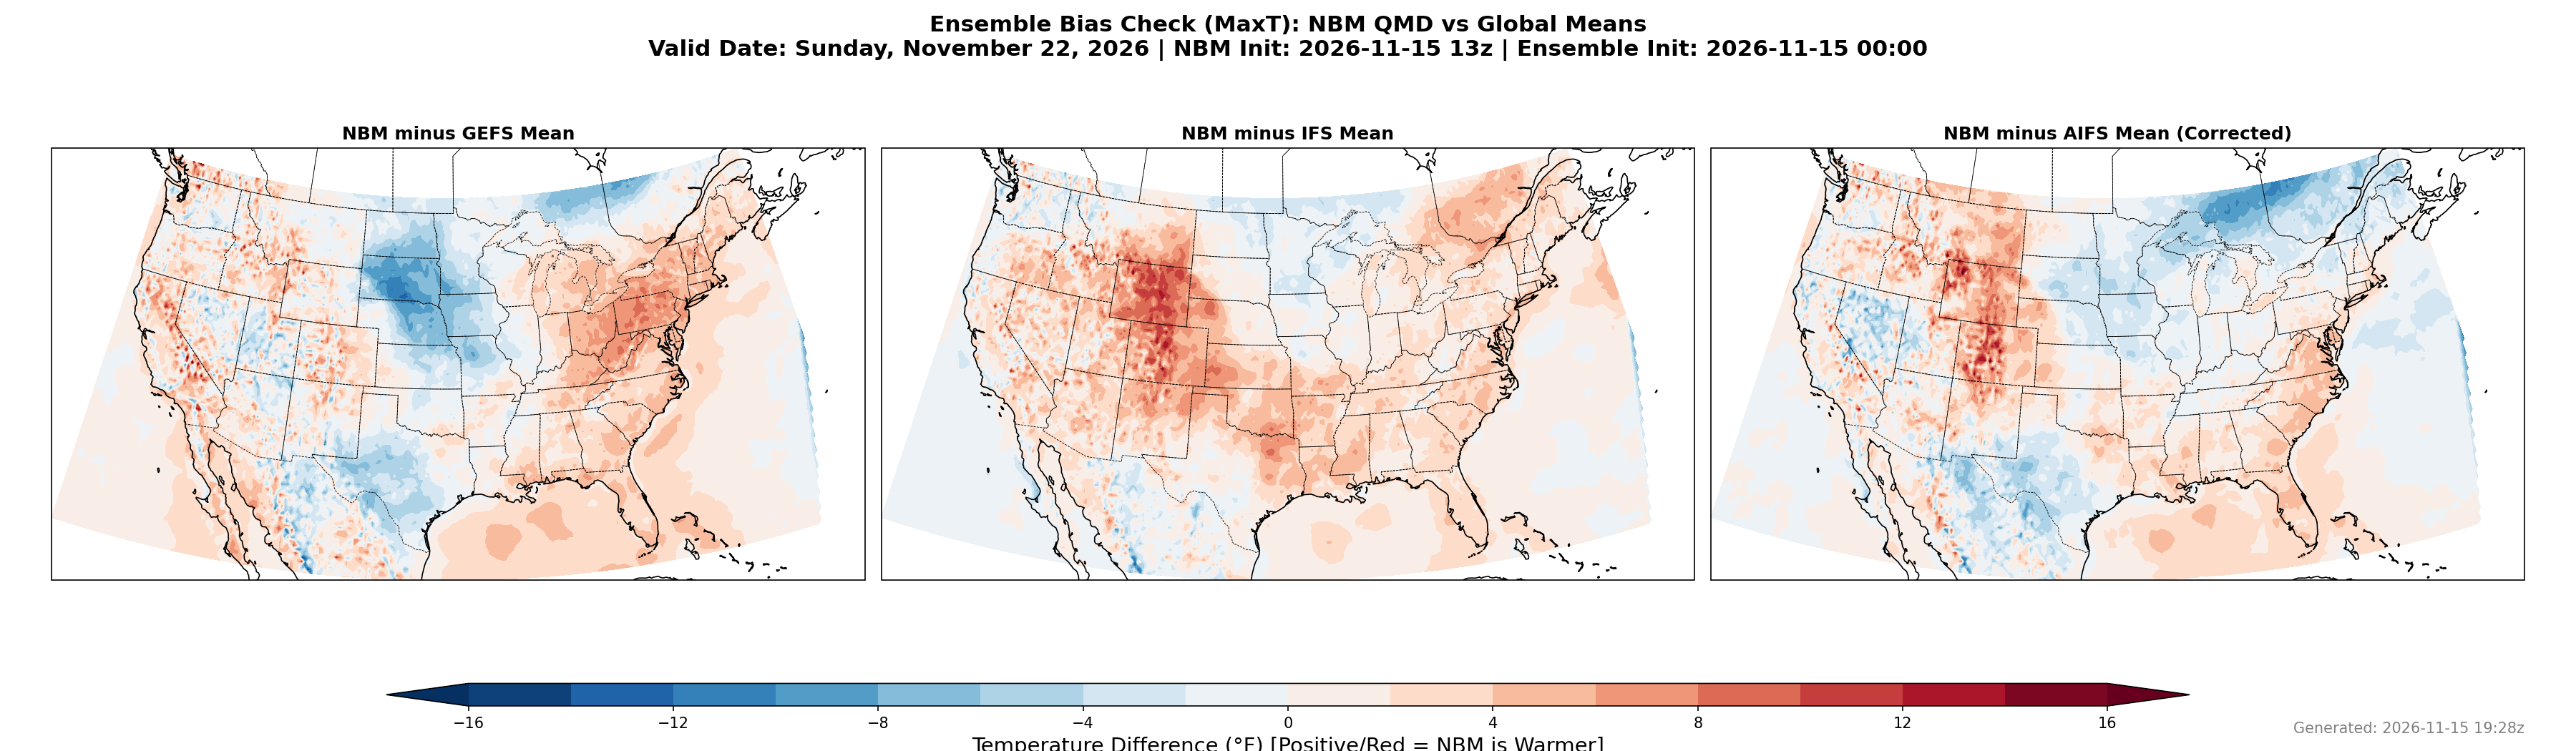 Ensemble Bias Check (MaxT): NBM QMD vs Global Means
Valid Date: Sunday, November 22, 2026 | NBM Init: 2026-11-15 13z | Ensemble Init: 2026-11-15 00:00
NBM minus GEFS Mean
NBM minus IFS Mean
NBM minus AIFS Mean (Corrected)
−16 −12 −8 −4 0 4 8 12 16
Temperature Difference (°F) [Positive/Red = NBM is Warmer]
Generated: 2026-11-15 19:28z